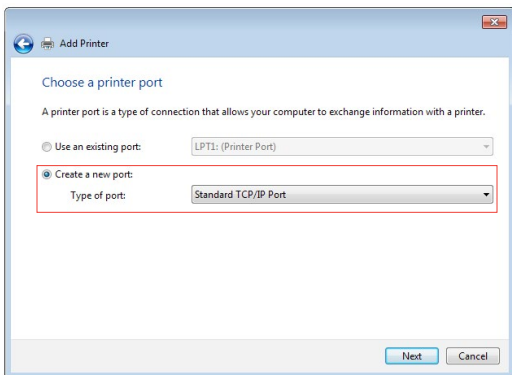 Add Printer
Choose a printer port
A printer port is a type of connection that allows your computer to exchange information with a printer.
Use an existing port: LPT1: (Printer Port)
Create a new port:
Type of port: Standard TCP/IP Port
Next Cancel